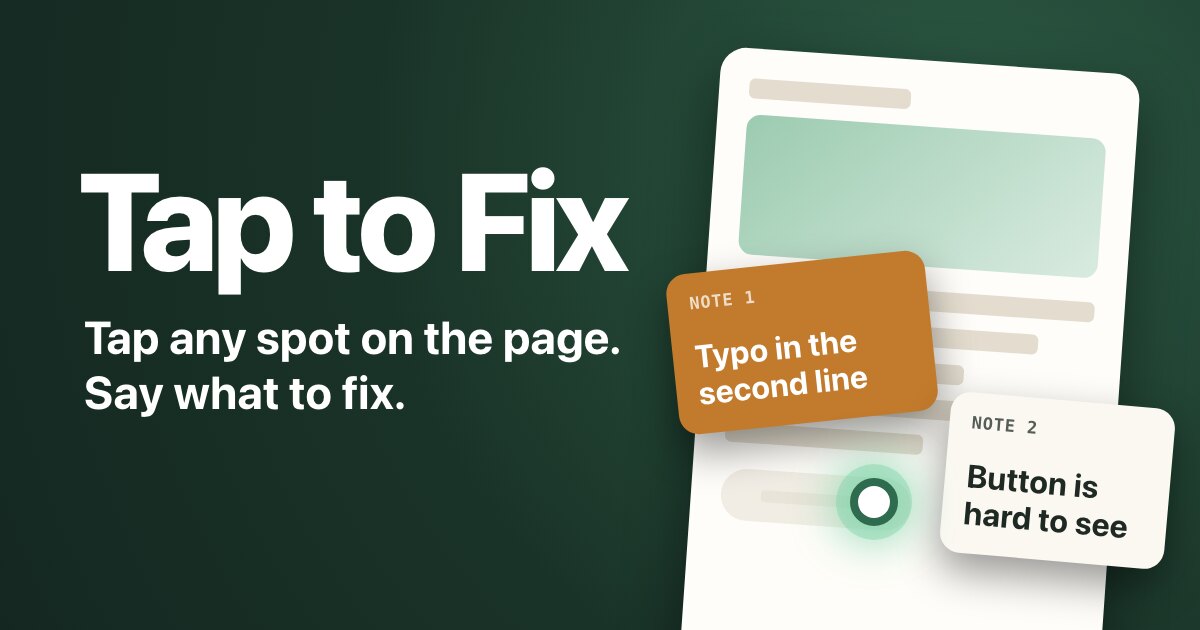 Tap to Fix
Tap any spot on the page.
Say what to fix.
NOTE 1
Typo in the
second line
NOTE 2
Button is
hard to see